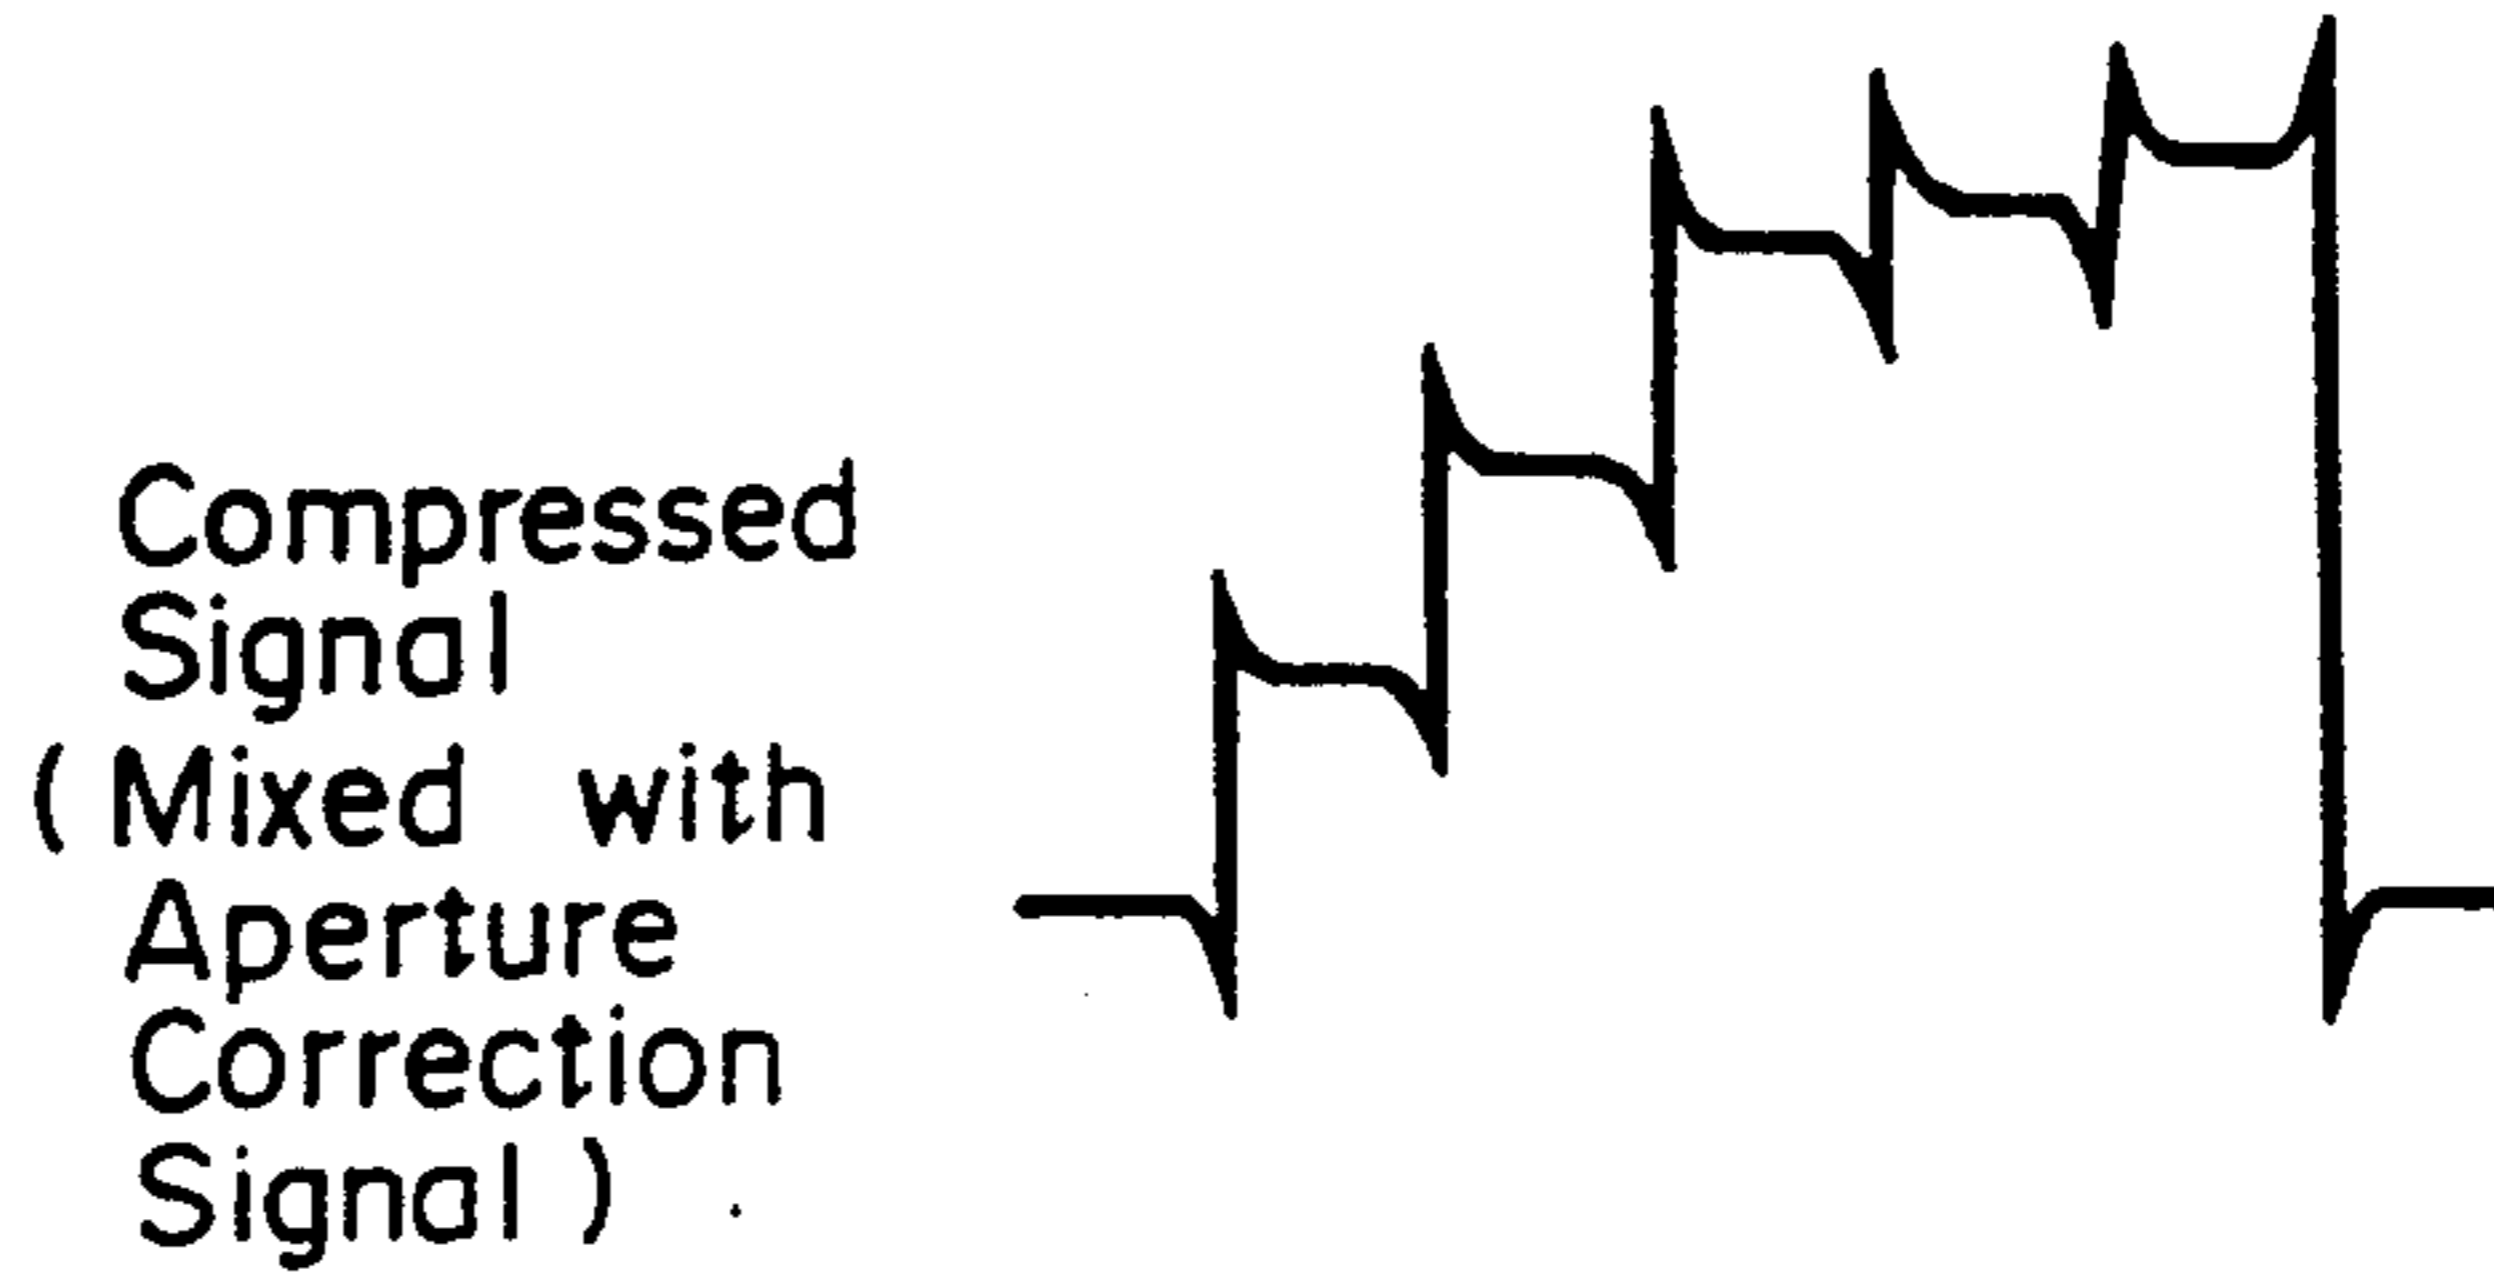 Compressed
Signal
(Mixed with
Aperture
Correction
Signal)